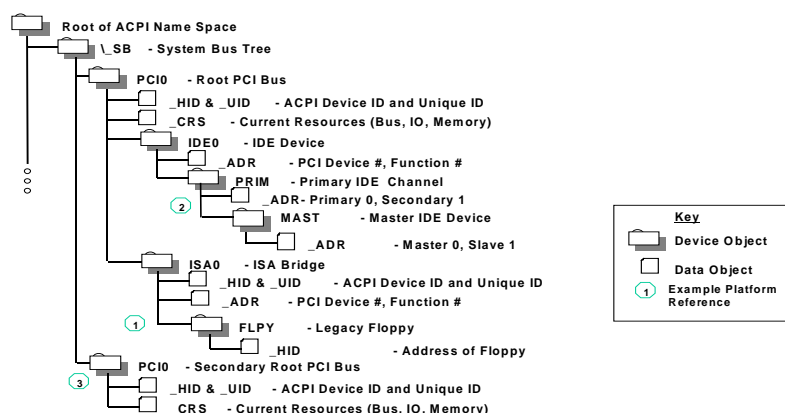 Root of ACPI Name Space
\_SB - System Bus Tree
PCI0 - Root PCI Bus
_HID & _UID - ACPI Device ID and Unique ID
_CRS - Current Resources (Bus, IO, Memory)
IDE0 - IDE Device
_ADR - PCI Device #, Function #
PRIM - Primary IDE Channel
_ADR- Primary 0, Secondary 1
2
MAST - Master IDE Device
_ADR - Master 0, Slave 1
ISA0 - ISA Bridge
_HID & _UID - ACPI Device ID and Unique ID
_ADR - PCI Device #, Function #
1
FLPY - Legacy Floppy
_HID - Address of Floppy
PCI0 - Secondary Root PCI Bus
3
_HID & _UID - ACPI Device ID and Unique ID
_CRS - Current Resources (Bus, IO, Memory)
Key
Device Object
Data Object
1 Example Platform
Reference